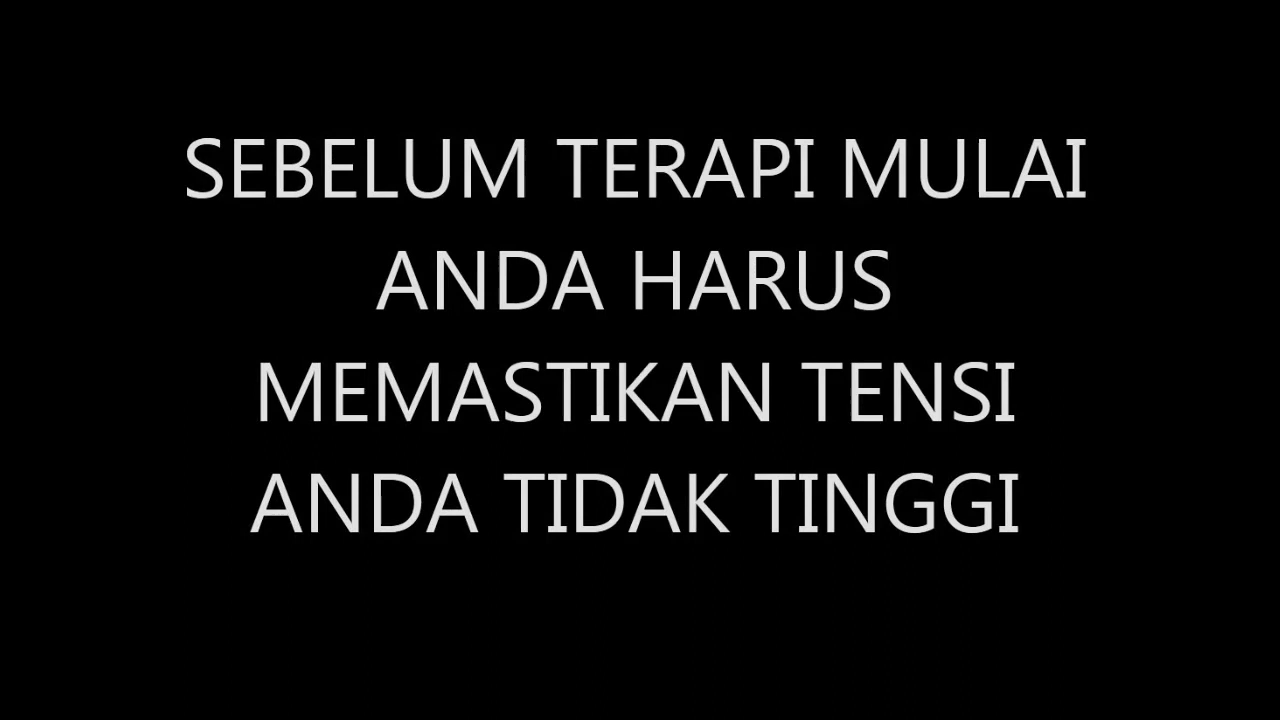 SEBELUM TERAPI MULAI
ANDA HARUS
MEMASTIKAN TENSI
ANDA TIDAK TINGGI